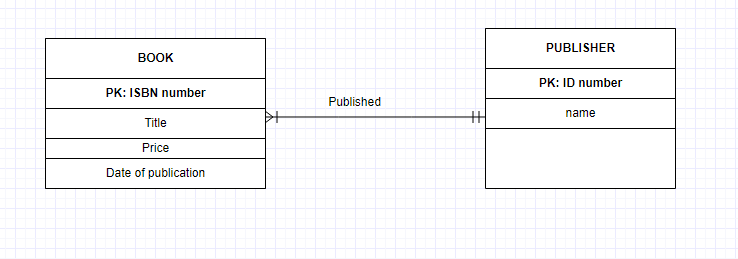 BOOK
PK: ISBN number
Title
Price
Date of publication
Published
PUBLISHER
PK: ID number
name